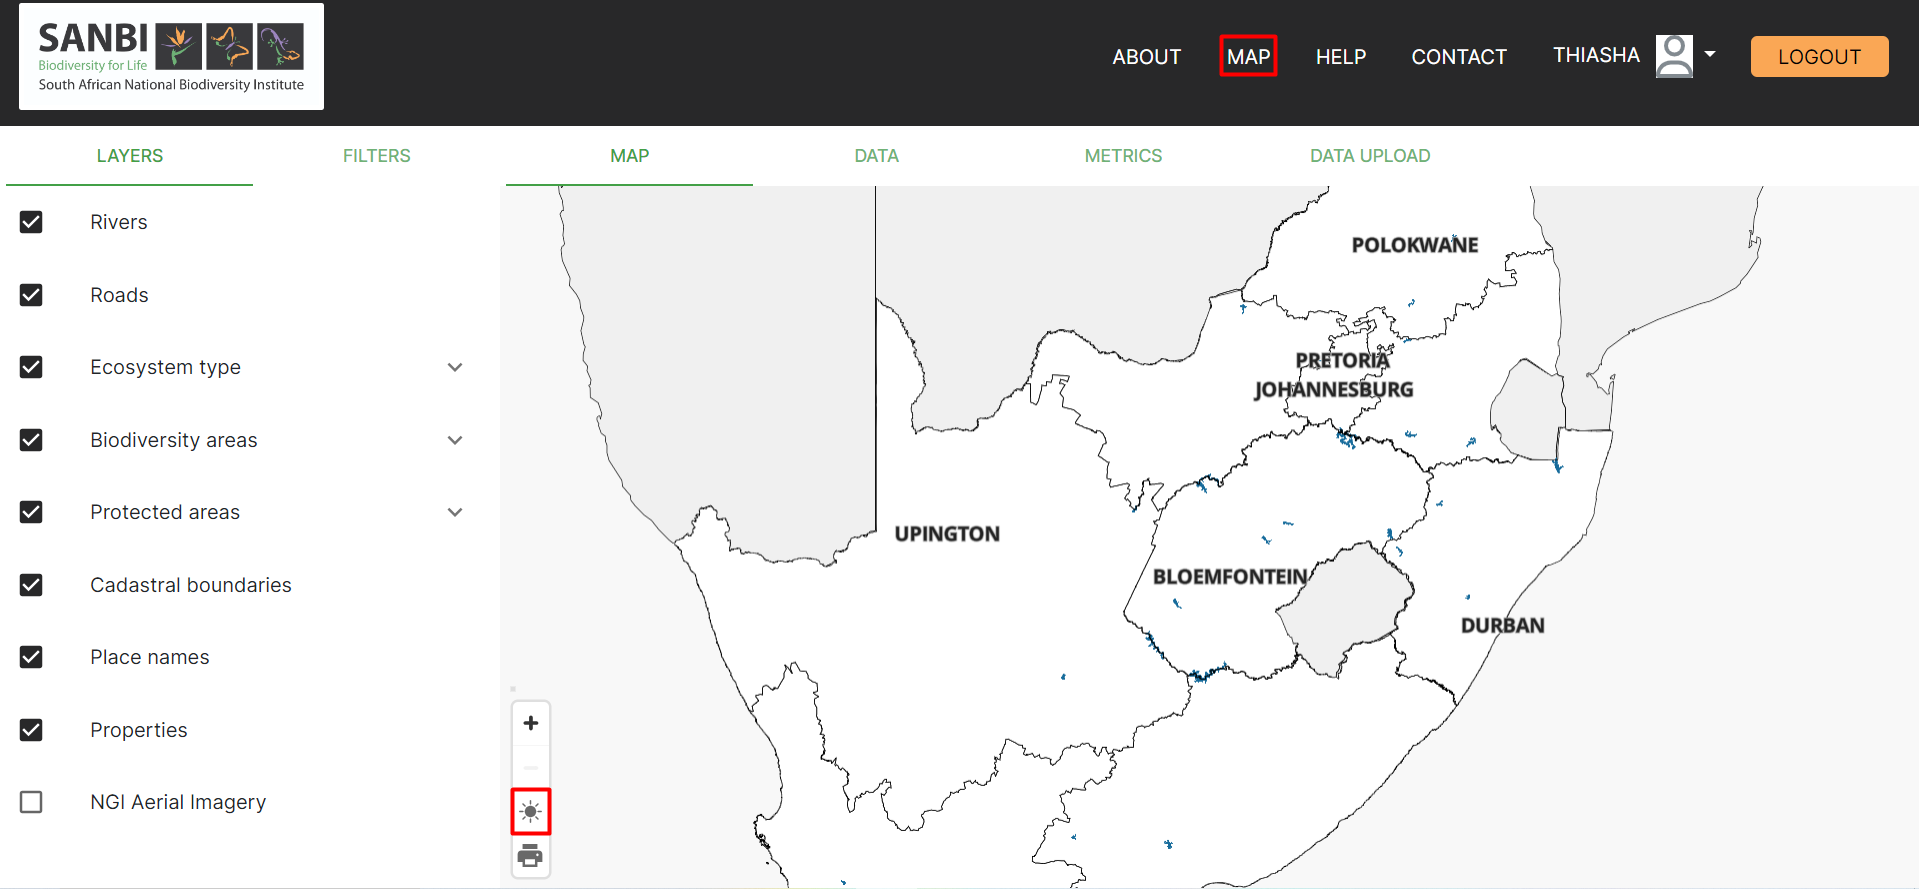 SANBI
Biodiversity for Life
South African National Biodiversity Institute
ABOUT
MAP
HELP
CONTACT
THIASHA
LOGOUT
LAYERS
FILTERS
MAP
DATA
METRICS
DATA UPLOAD
Rivers
Roads
Ecosystem type
Biodiversity areas
Protected areas
Cadastral boundaries
Place names
Properties
NGI Aerial Imagery
POLOKWANE
PRETORIA
JOHANNESBURG
UPINGTON
BLOEMFONTEIN
DURBAN